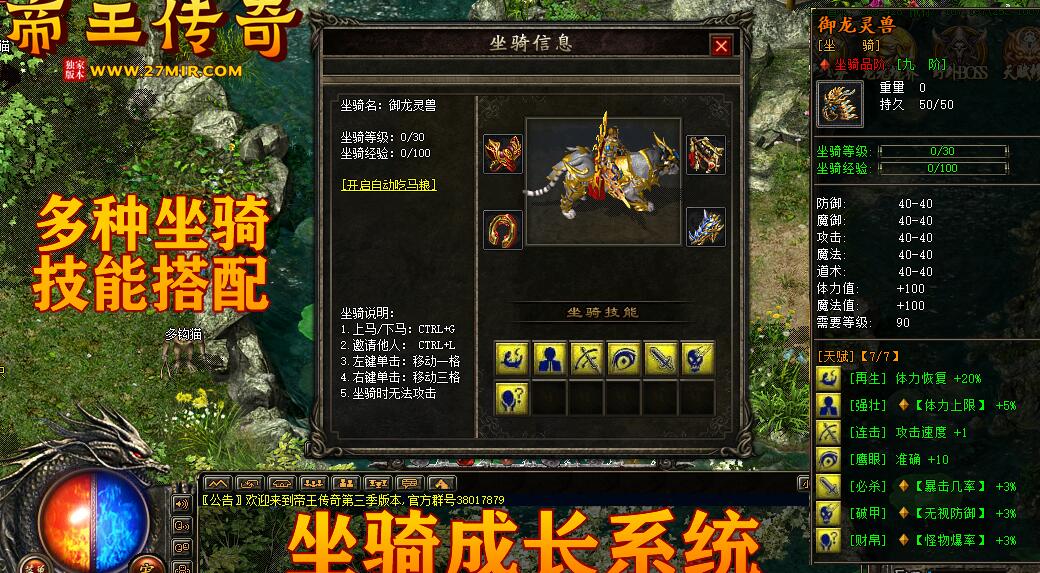 帝王传奇
独家版本
WWW.27MIR.COM
猫
多种坐骑
技能搭配
多钩猫
坐骑信息
坐骑名: 御龙灵兽
坐骑等级: 0/30
坐骑经验: 0/100
[开启自动吃马粮]
坐骑说明:
1.上马/下马: CTRL+G
2.邀请他人: CTRL+L
3.左键单击: 移动一格
4.右键单击: 移动三格
5.坐骑时无法攻击
坐骑技能
御龙灵兽
[坐 骑]
坐骑品阶 [九 阶]
BOSS
重量 0
持久 50/50
坐骑等级: 0/30
坐骑经验: 0/100
防御: 40-40
魔御: 40-40
攻击: 40-40
魔法: 40-40
道术: 40-40
体力值: +100
魔法值: +100
需要等级: 90
[天赋]【7/7】
[再生] 体力恢复 +20%
[强壮] 【体力上限】 +5%
[连击] 攻击速度 +1
[鹰眼] 准确 +10
[必杀] 【暴击几率】 +3%
[破甲] 【无视防御】 +3%
[财帛] 【怪物爆率】 +3%
〖公告〗欢迎来到帝王传奇第三季版本,官方群号38017879
坐骑成长系统